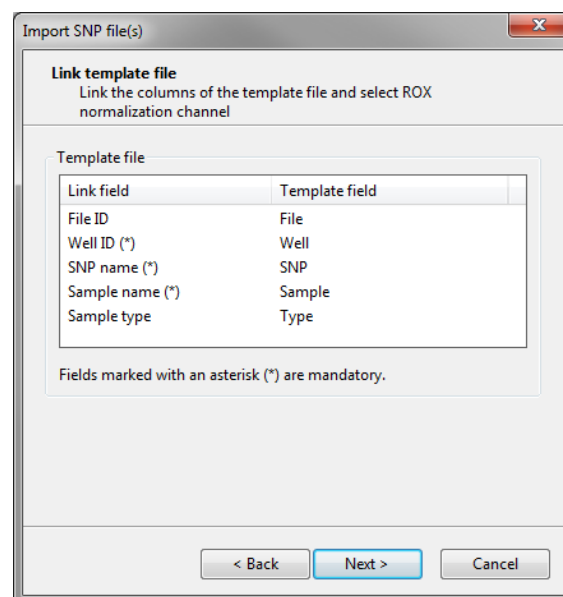 Import SNP file(s)
Link template file
Link the columns of the template file and select ROX
normalization channel
Template file
Link field Template field
File ID File
Well ID (*) Well
SNP name (*) SNP
Sample name (*) Sample
Sample type Type
Fields marked with an asterisk (*) are mandatory.
< Back Next > Cancel